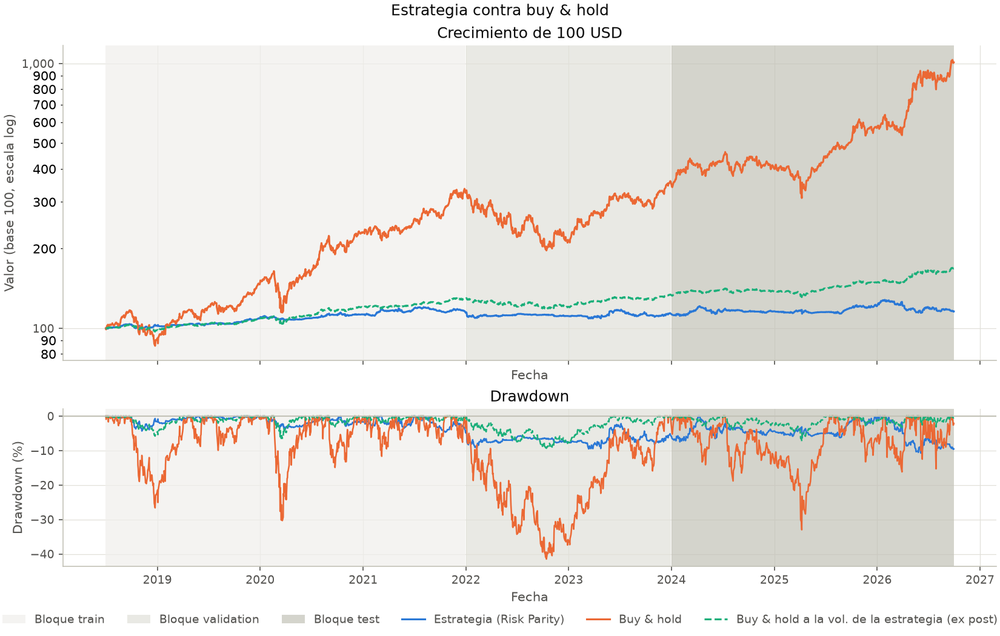 Estrategia contra buy & hold
Crecimiento de 100 USD
1,000
900
800
700
600
500
400
300
200
100
90
80
Valor (base 100, escala log)
Fecha
Drawdown
0
−10
−20
−30
−40
Drawdown (%)
2019
2020
2021
2022
2023
2024
2025
2026
2027
Fecha
Bloque train
Bloque validation
Bloque test
Estrategia (Risk Parity)
Buy & hold
Buy & hold a la vol. de la estrategia (ex post)